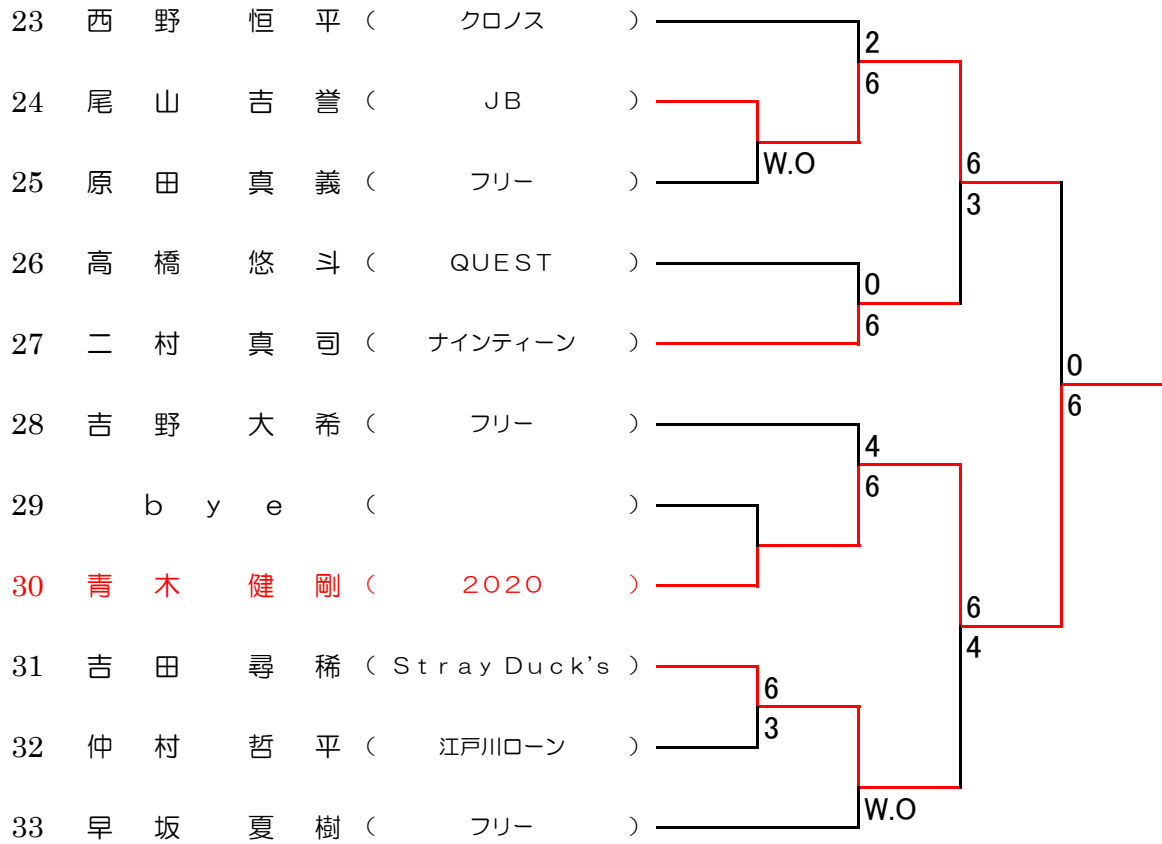 23 西 野 恒 平 ( クロノス )
2
24 尾 山 吉 誉 ( JB )
6
W.O
25 原 田 真 義 ( フリー )
6
3
26 高 橋 悠 斗 ( QUEST )
0
27 二 村 真 司 ( ナインティーン )
6
0
6
28 吉 野 大 希 ( フリー )
4
6
29 bye ( )
30 青 木 健 剛 ( 2020 )
6
4
31 吉 田 尋 稀 ( Stray Duck's )
6
3
32 仲 村 哲 平 ( 江戸川ローン )
W.O
33 早 坂 夏 樹 ( フリー )